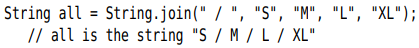 String all = String.join(" / ", "S", "M", "L", "XL");
// all is the string "S / M / L / XL"